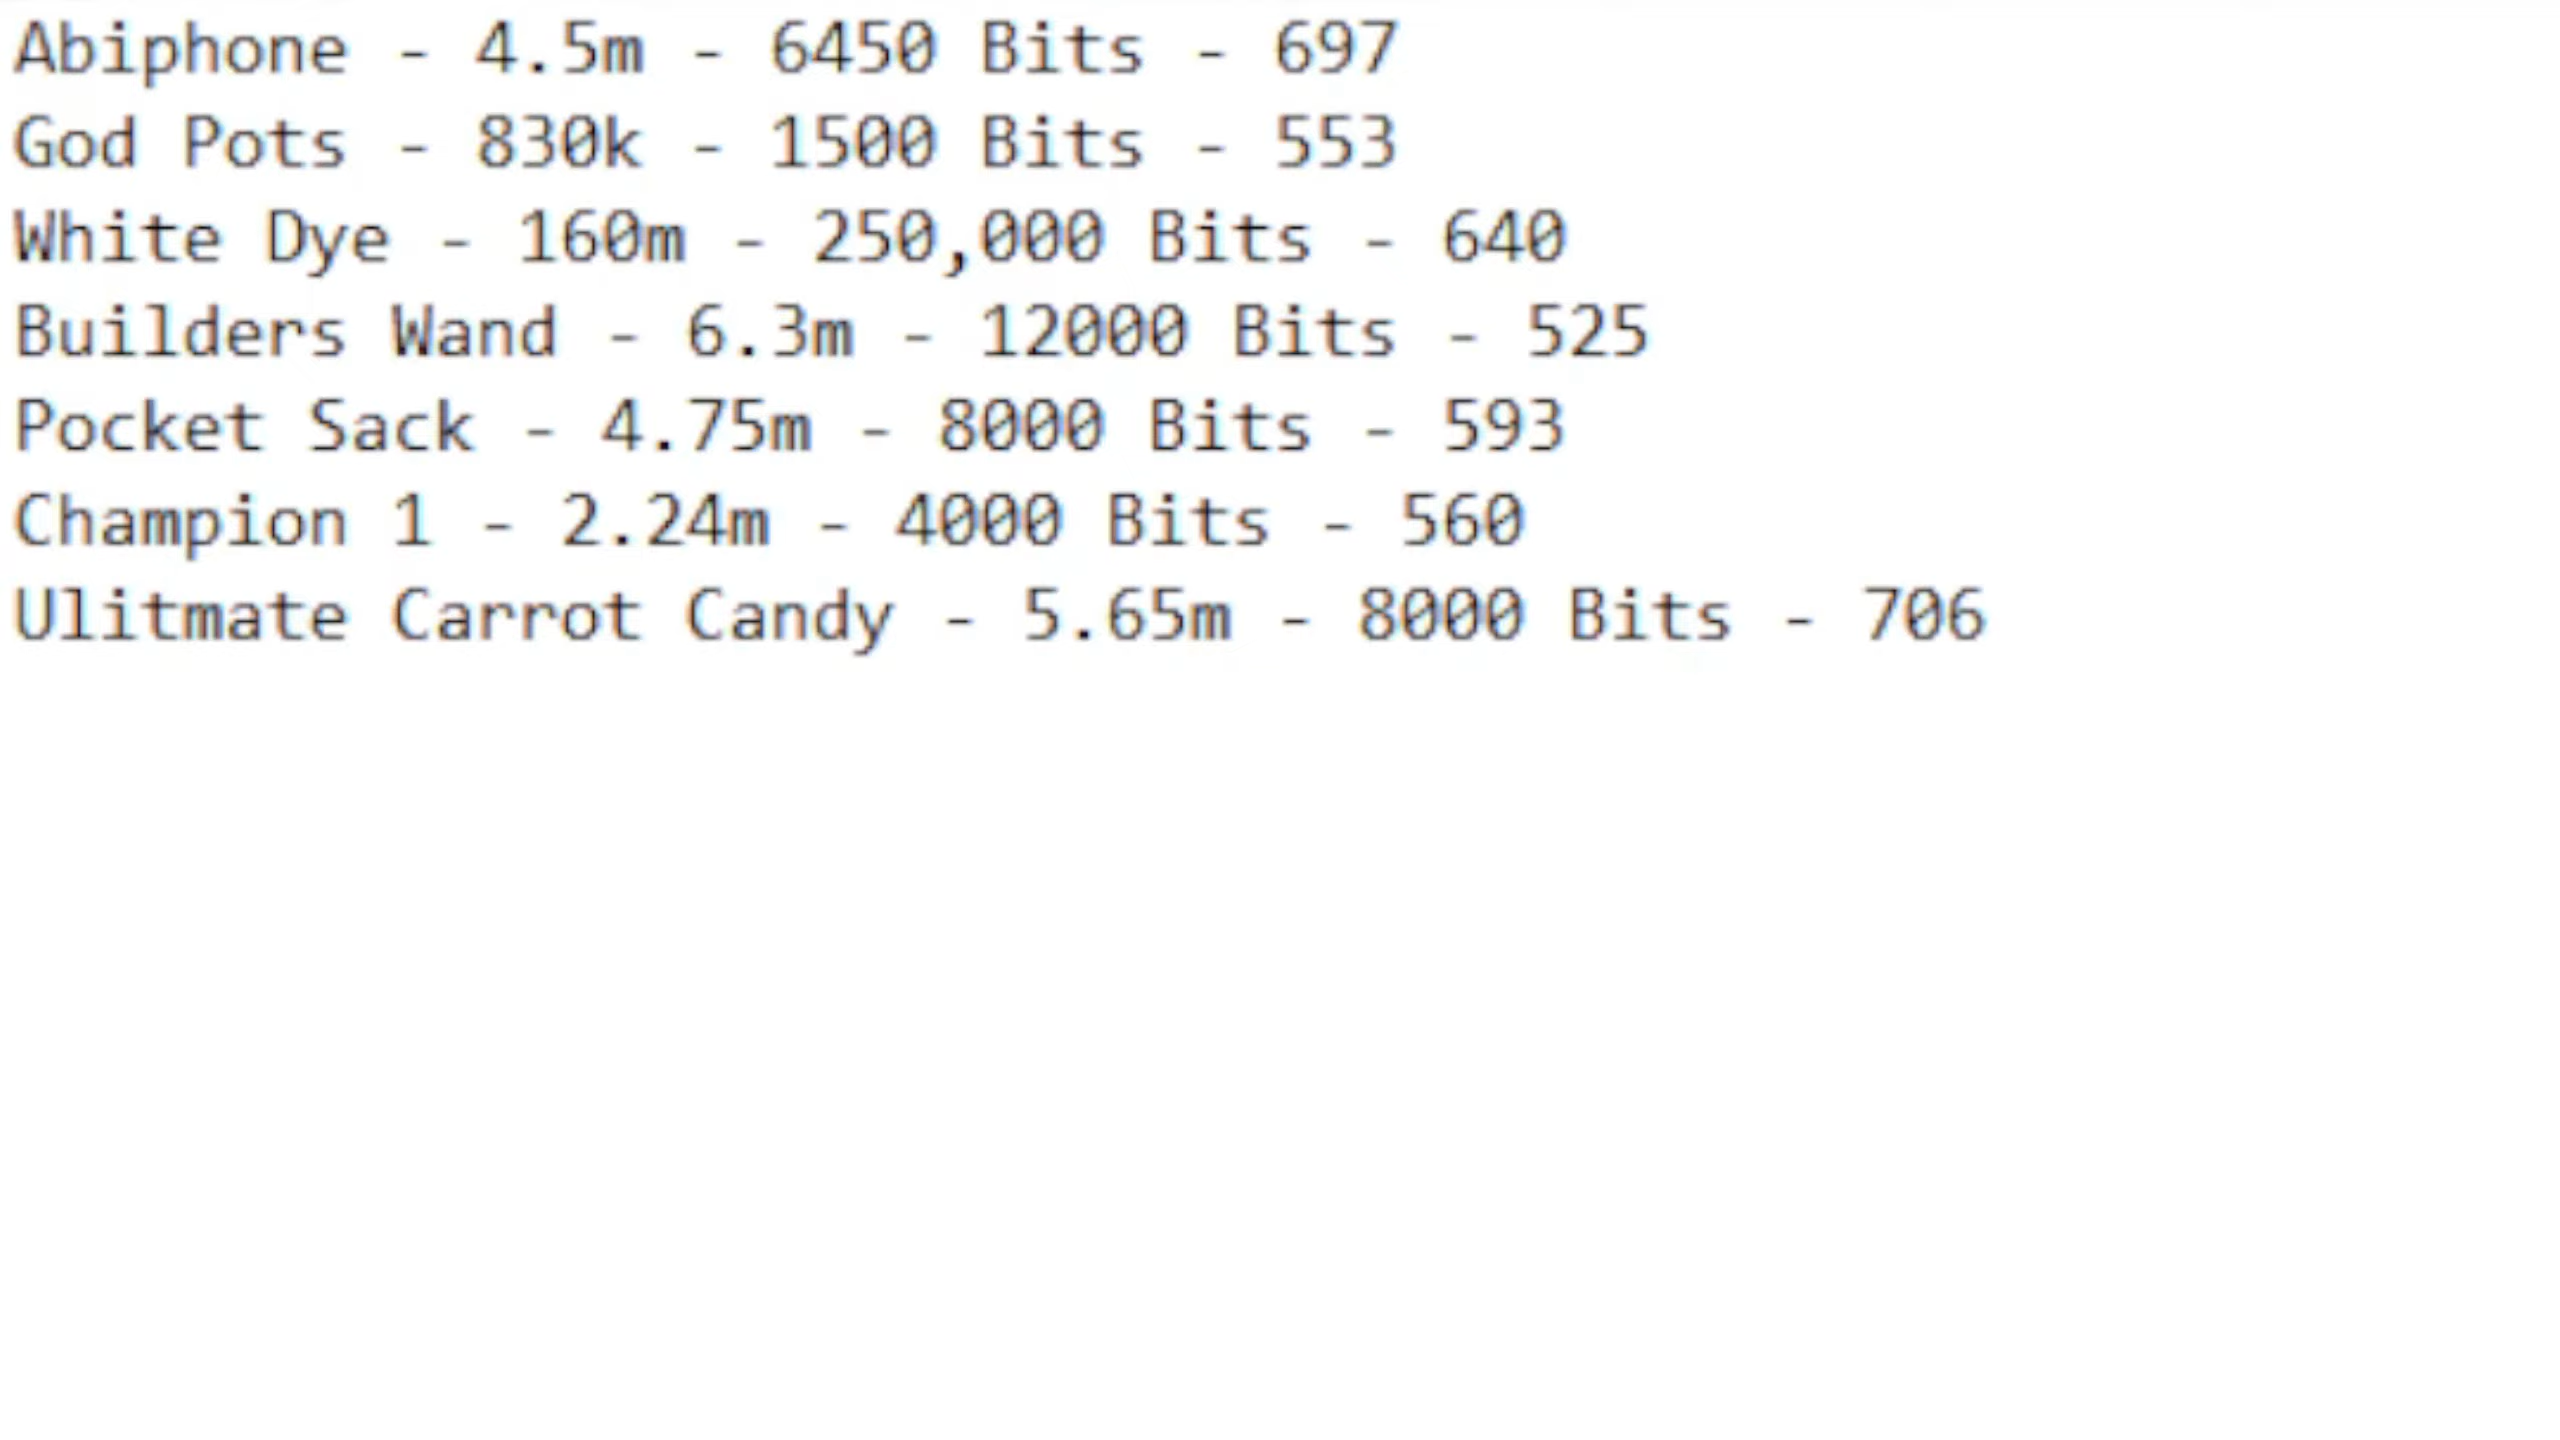 Abiphone - 4.5m - 6450 Bits - 697
God Pots - 830k - 1500 Bits - 553
White Dye - 160m - 250,000 Bits - 640
Builders Wand - 6.3m - 12000 Bits - 525
Pocket Sack - 4.75m - 8000 Bits - 593
Champion 1 - 2.24m - 4000 Bits - 560
Ulitmate Carrot Candy - 5.65m - 8000 Bits - 706